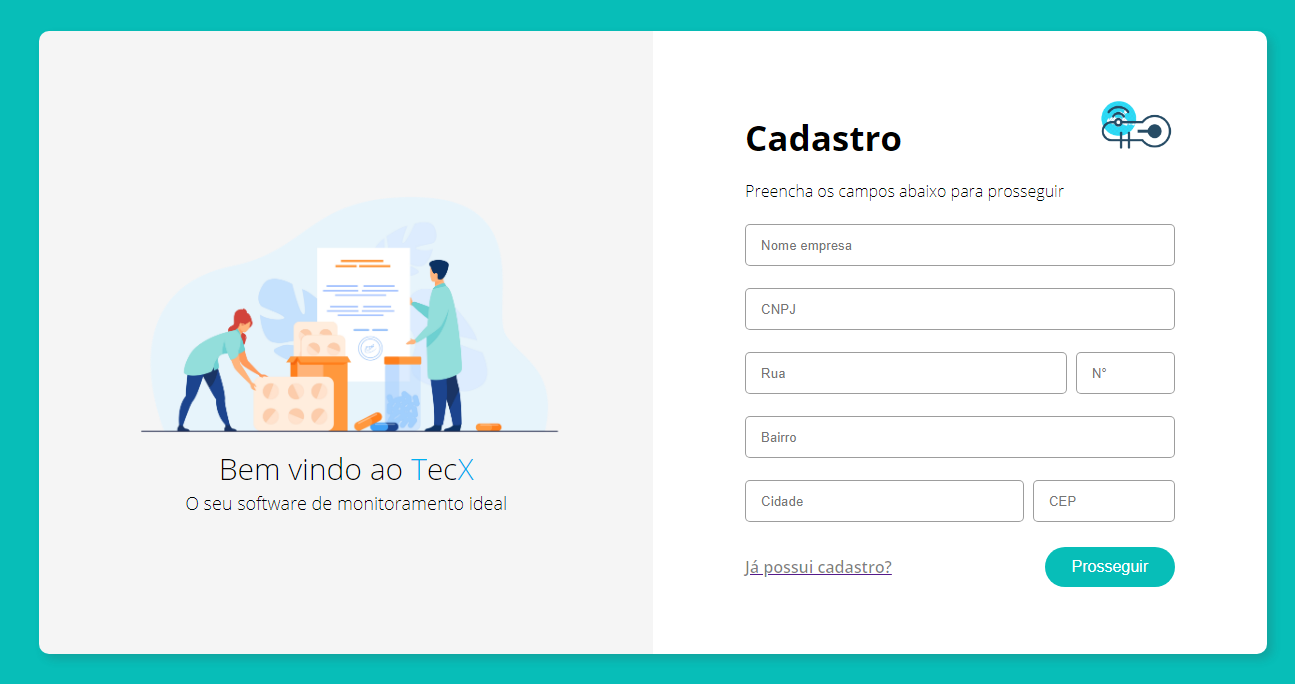 Bem vindo ao TecX
O seu software de monitoramento ideal
Cadastro
Preencha os campos abaixo para prosseguir
Nome empresa
CNPJ
Rua
N°
Bairro
Cidade
CEP
Já possui cadastro?
Prosseguir